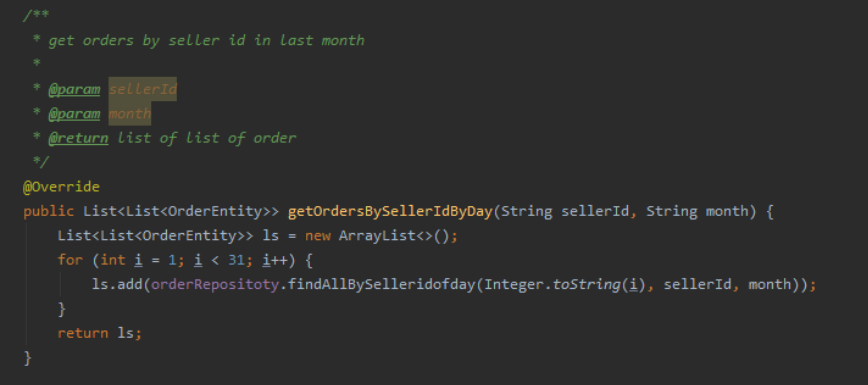 /**
 * get orders by seller id in last month
 *
 * @param sellerId
 * @param month
 * @return list of list of order
 */
@Override
public List<List<OrderEntity>> getOrdersBySellerIdByDay(String sellerId, String month) {
    List<List<OrderEntity>> ls = new ArrayList<>();
    for (int i = 1; i < 31; i++) {
        ls.add(orderRepositoty.findAllBySelleridofday(Integer.toString(i), sellerId, month));
    }
    return ls;
}